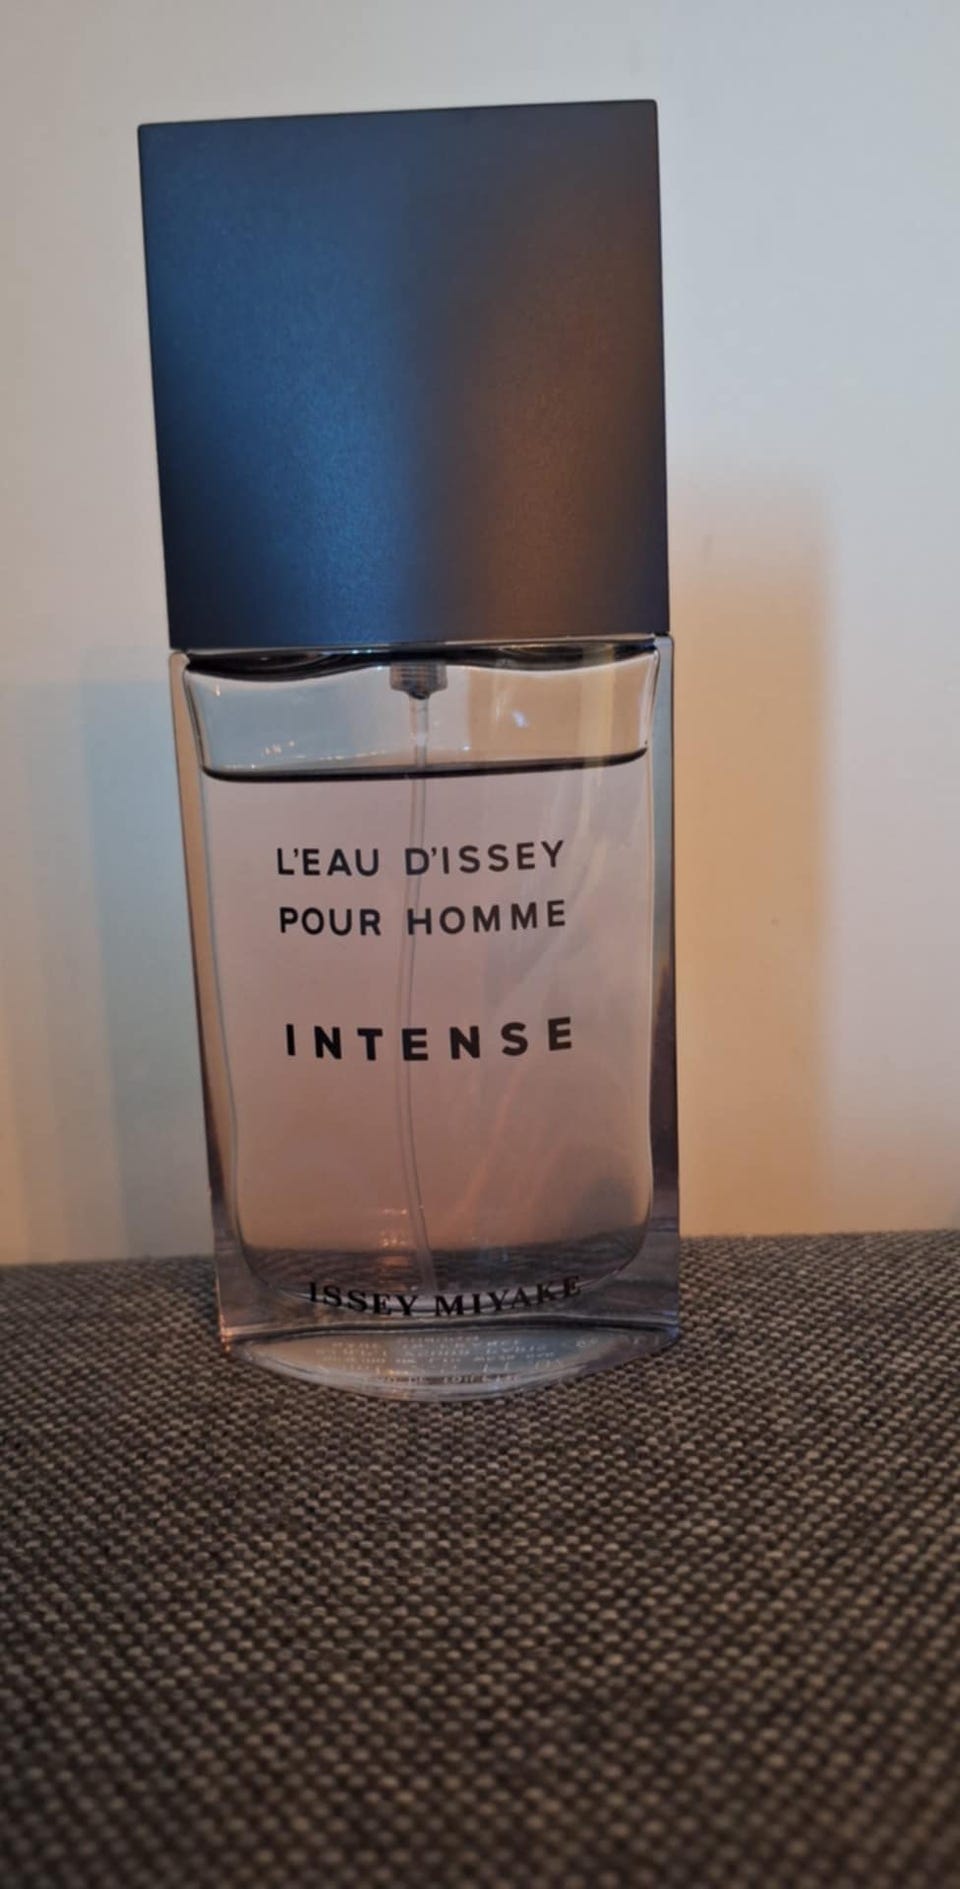 L'EAU D'ISSEY
POUR HOMME
INTENSE
ISSEY MIYAKE